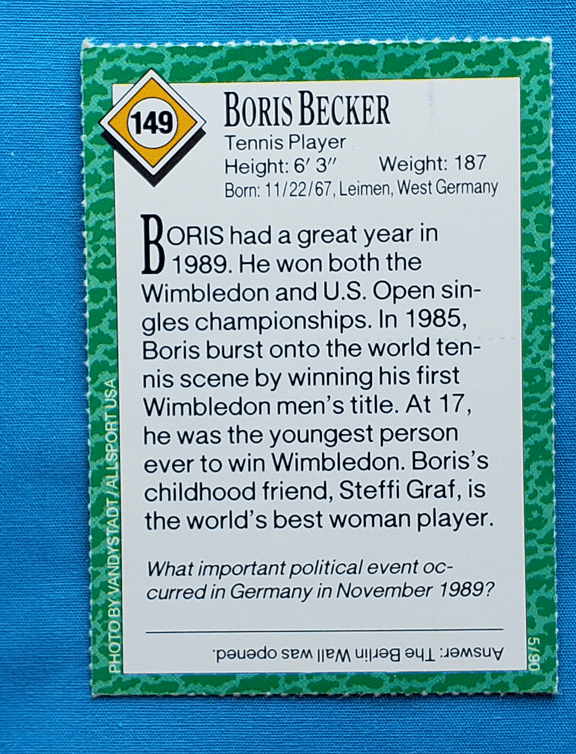 149
BORIS BECKER
Tennis Player
Height: 6′ 3″ Weight: 187
Born: 11/22/67, Leimen, West Germany
BORIS had a great year in
1989. He won both the
Wimbledon and U.S. Open sin-
gles championships. In 1985,
Boris burst onto the world ten-
nis scene by winning his first
Wimbledon men's title. At 17,
he was the youngest person
ever to win Wimbledon. Boris's
childhood friend, Steffi Graf, is
the world's best woman player.
What important political event oc-
curred in Germany in November 1989?
Answer: The Berlin Wall was opened.
PHOTO BY VANDYSTADT/ALLSPORT USA
5/90